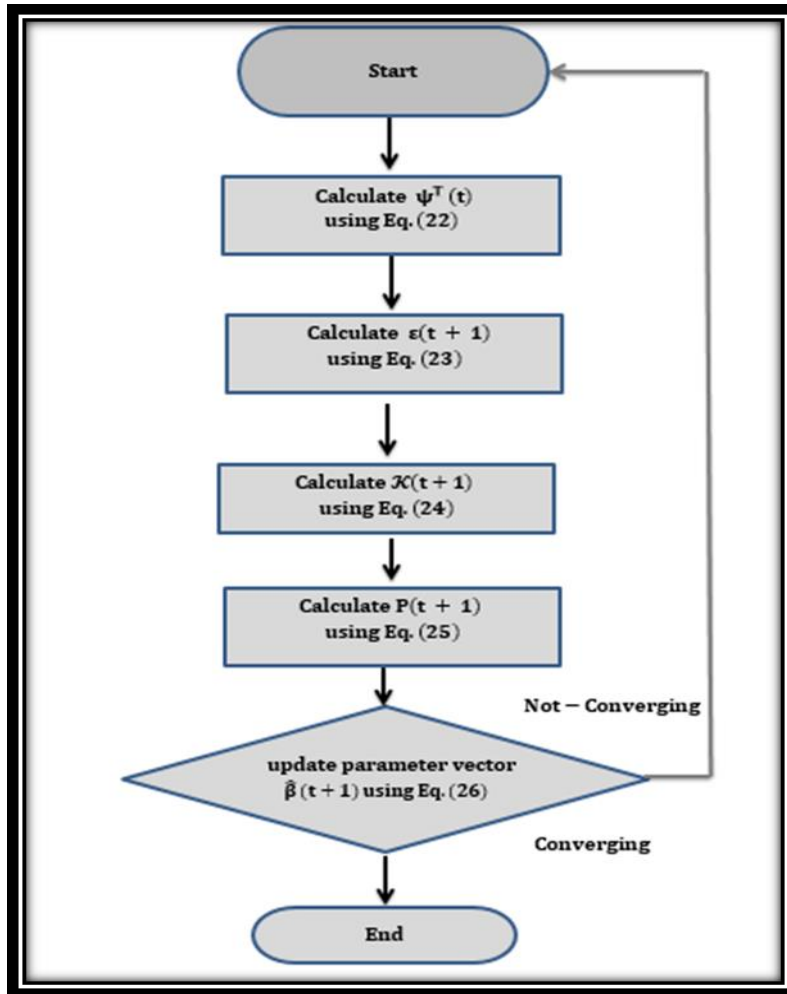 Start
Calculate ψᵀ (t)
using Eq. (22)
Calculate ε(t + 1)
using Eq. (23)
Calculate 𝒦(t + 1)
using Eq. (24)
Calculate P(t + 1)
using Eq. (25)
Not − Converging
update parameter vector
β̂ (t + 1) using Eq. (26)
Converging
End